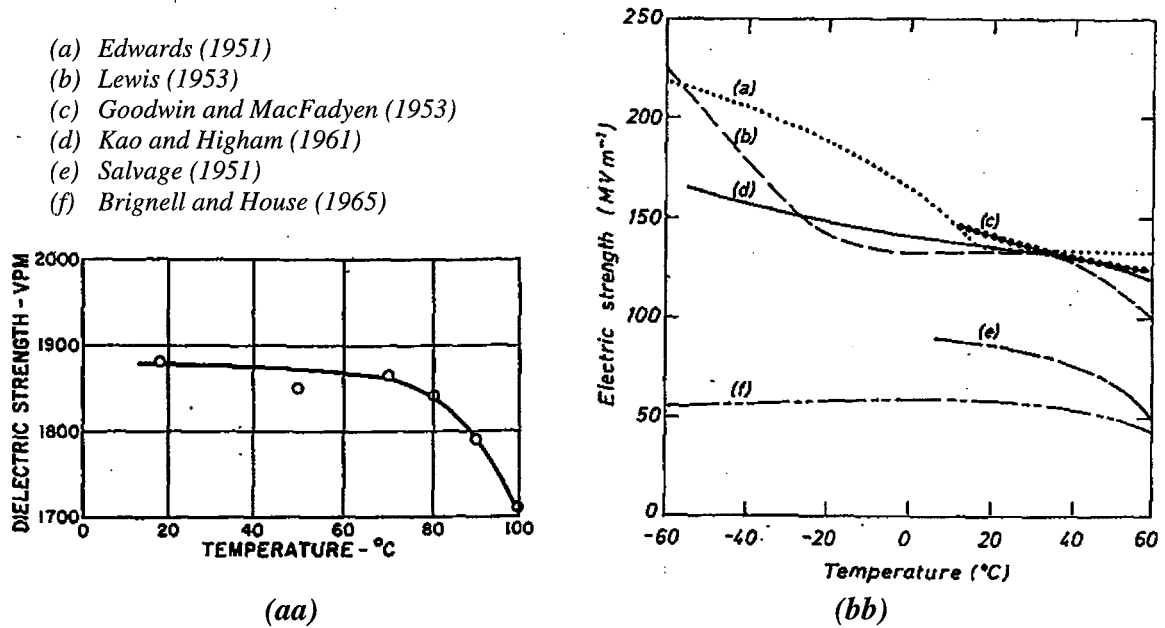 (a) Edwards (1951)
(b) Lewis (1953)
(c) Goodwin and MacFadyen (1953)
(d) Kao and Higham (1961)
(e) Salvage (1951)
(f) Brignell and House (1965)
DIELECTRIC STRENGTH - VPM
2000
1900
1800
1700
0 20 40 60 80 100
TEMPERATURE - °C
(aa)
Electric strength (MV m⁻¹)
250
200
150
100
50
0
(a)
(b)
(d)
(c)
(e)
(f)
-60 -40 -20 0 20 40 60
Temperature (°C)
(bb)